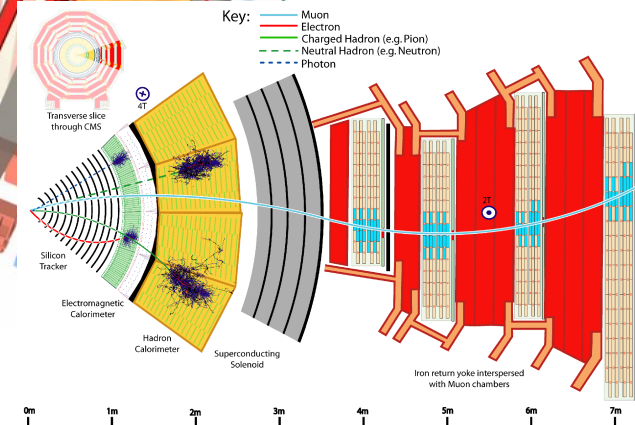 Key:
Muon
Electron
Charged Hadron (e.g. Pion)
Neutral Hadron (e.g. Neutron)
Photon
Transverse slice
through CMS
4T
2T
Silicon
Tracker
Electromagnetic
Calorimeter
Hadron
Calorimeter
Superconducting
Solenoid
Iron return yoke interspersed
with Muon chambers
0m 1m 2m 3m 4m 5m 6m 7m